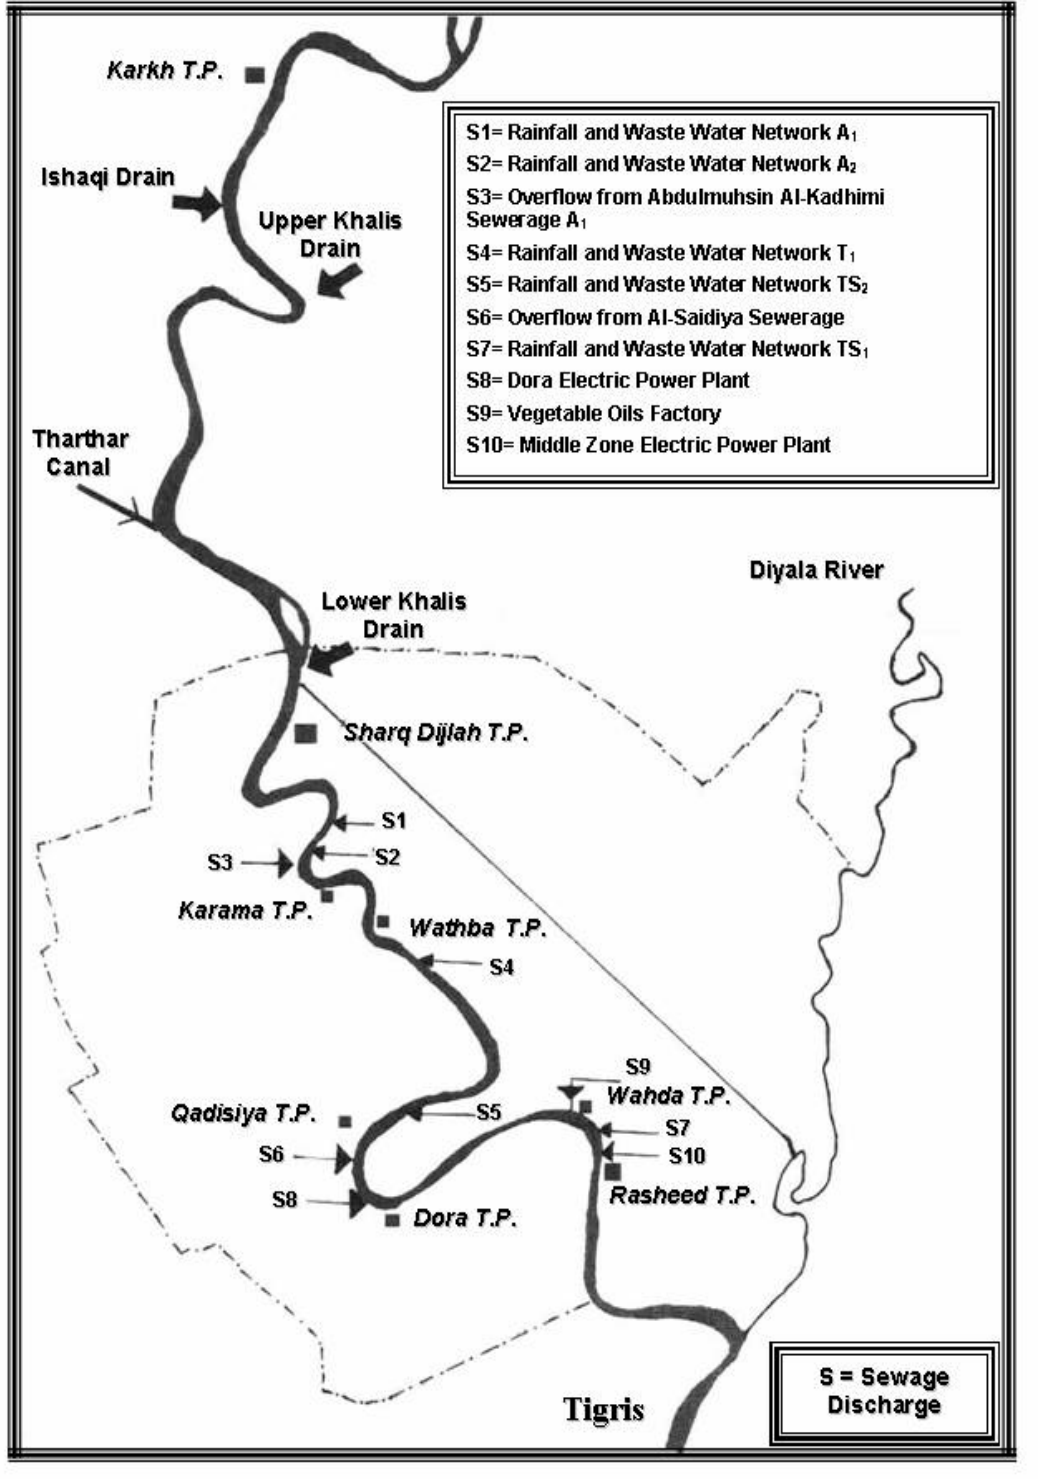 Karkh T.P.
S1= Rainfall and Waste Water Network A₁
S2= Rainfall and Waste Water Network A₂
S3= Overflow from Abdulmuhsin Al-Kadhimi
Sewerage A₁
S4= Rainfall and Waste Water Network T₁
S5= Rainfall and Waste Water Network TS₂
S6= Overflow from Al-Saidiya Sewerage
S7= Rainfall and Waste Water Network TS₁
S8= Dora Electric Power Plant
S9= Vegetable Oils Factory
S10= Middle Zone Electric Power Plant
Ishaqi Drain
Upper Khalis
Drain
Tharthar
Canal
Diyala River
Lower Khalis
Drain
Sharq Dijlah T.P.
S1
S2
S3
Karama T.P.
Wathba T.P.
S4
S9
Wahda T.P.
Qadisiya T.P.
S5
S7
S6
S10
Rasheed T.P.
S8
Dora T.P.
S = Sewage
Discharge
Tigris